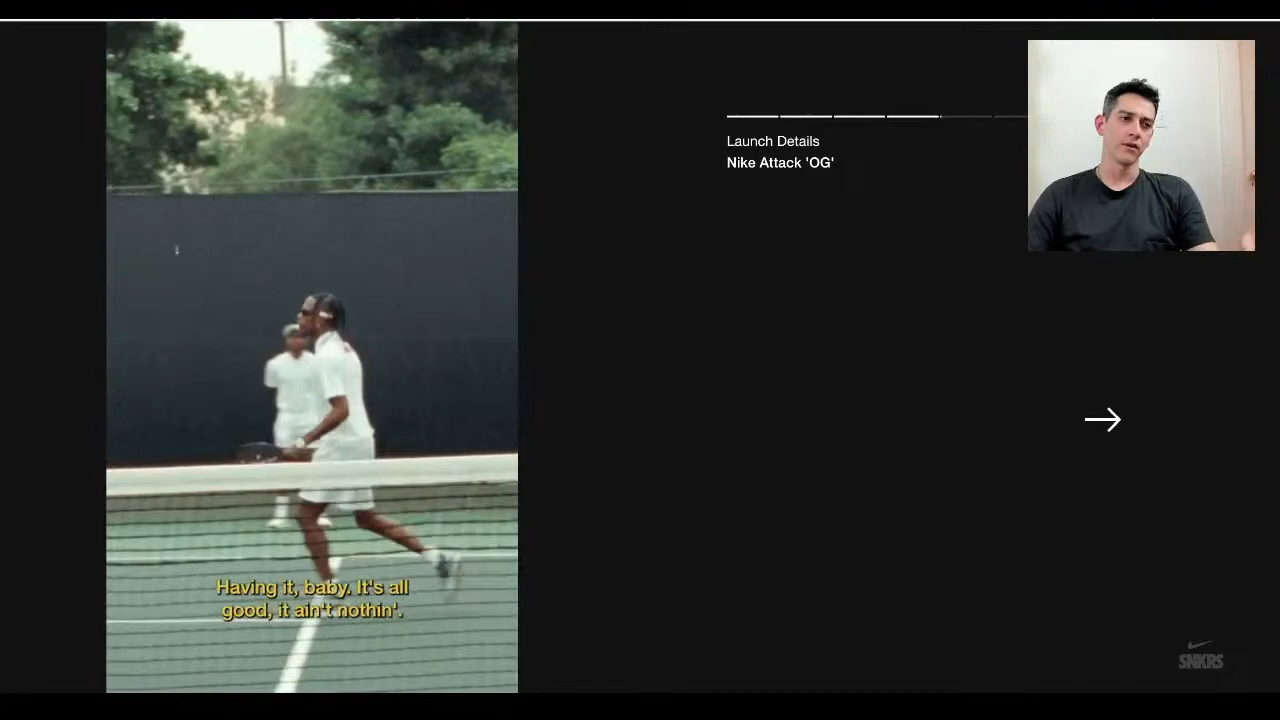 Launch Details
Nike Attack 'OG'
Having it, baby. It's all
good, it ain't nothin'.
SNKRS